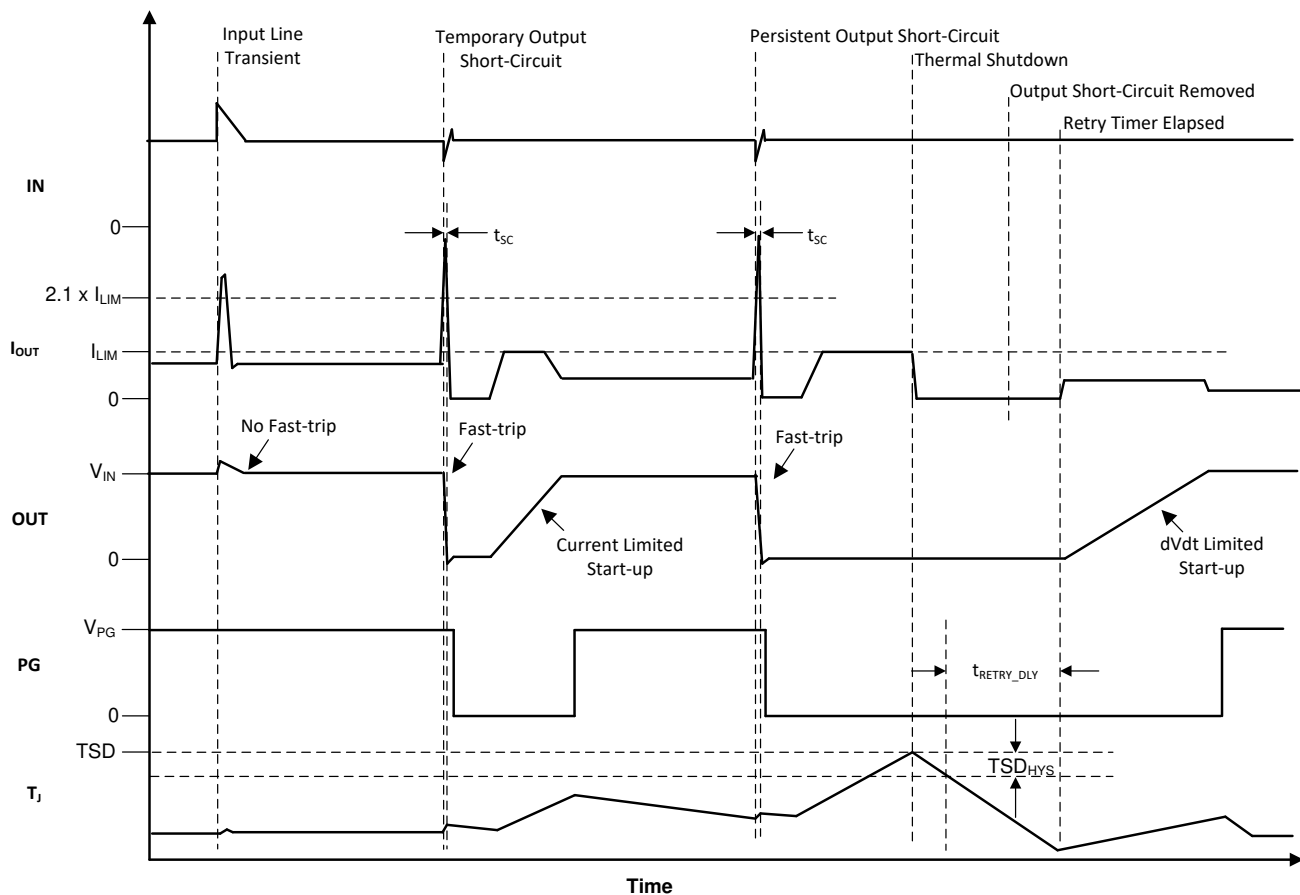 Input Line
Transient
Temporary Output
Short-Circuit
Persistent Output Short-Circuit
Thermal Shutdown
Output Short-Circuit Removed
Retry Timer Elapsed
IN
0
tSC
tSC
2.1 x ILIM
IOUT
ILIM
0
No Fast-trip
Fast-trip
Fast-trip
VIN
OUT
Current Limited
Start-up
dVdt Limited
Start-up
0
VPG
PG
tRETRY_DLY
0
TSD
TSDHYS
TJ
Time